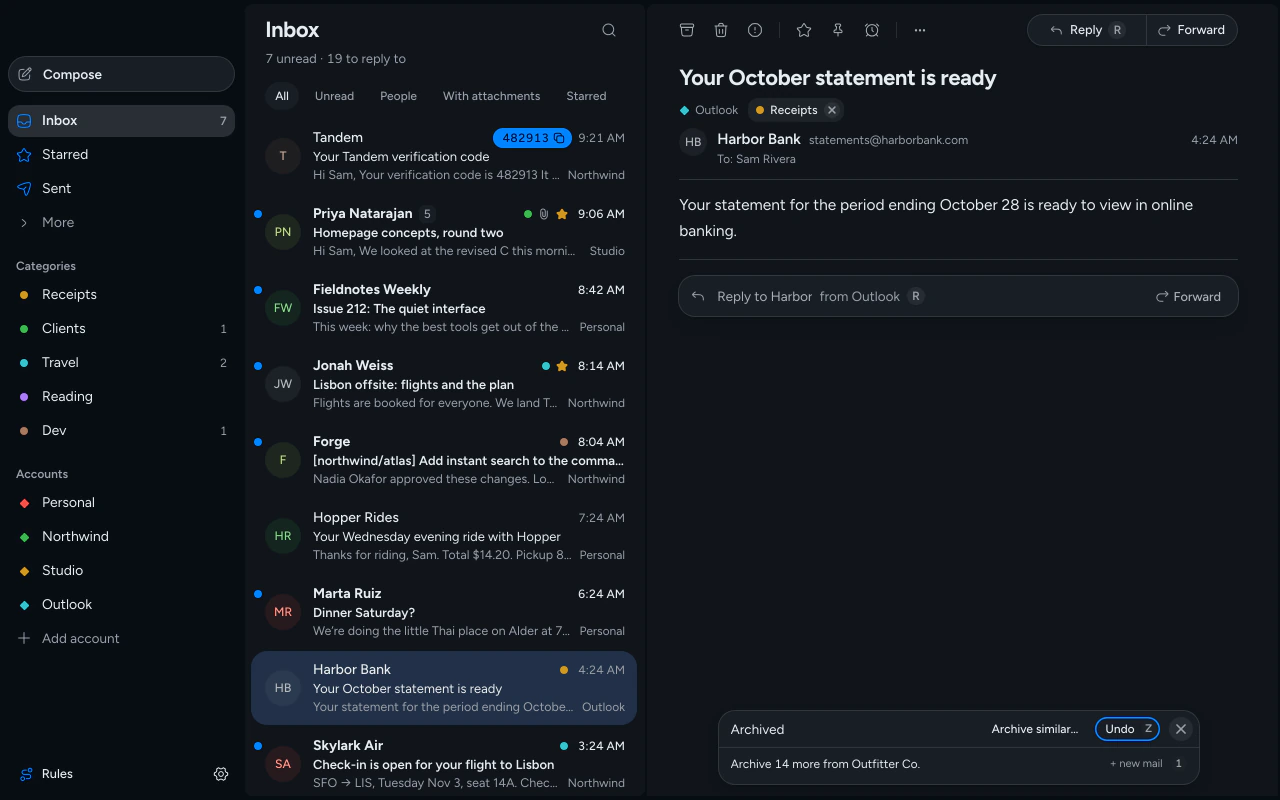 Compose
Inbox 7
Starred
Sent
More
Categories
Receipts
Clients 1
Travel 2
Reading
Dev 1
Accounts
Personal
Northwind
Studio
Outlook
Add account
Rules
Inbox
7 unread · 19 to reply to
All Unread People With attachments Starred
T Tandem 482913 9:21 AM
Your Tandem verification code
Hi Sam, Your verification code is 482913 It ... Northwind
PN Priya Natarajan 5 9:06 AM
Homepage concepts, round two
Hi Sam, We looked at the revised C this morni... Studio
FW Fieldnotes Weekly 8:42 AM
Issue 212: The quiet interface
This week: why the best tools get out of the ... Personal
JW Jonah Weiss 8:14 AM
Lisbon offsite: flights and the plan
Flights are booked for everyone. We land T... Northwind
F Forge 8:04 AM
[northwind/atlas] Add instant search to the comma...
Nadia Okafor approved these changes. Lo... Northwind
HR Hopper Rides 7:24 AM
Your Wednesday evening ride with Hopper
Thanks for riding, Sam. Total $14.20. Pickup 8... Personal
MR Marta Ruiz 6:24 AM
Dinner Saturday?
We're doing the little Thai place on Alder at 7... Personal
HB Harbor Bank 4:24 AM
Your October statement is ready
Your statement for the period ending Octobe... Outlook
SA Skylark Air 3:24 AM
Check-in is open for your flight to Lisbon
SFO → LIS, Tuesday Nov 3, seat 14A. Chec... Northwind
Reply R Forward
Your October statement is ready
Outlook Receipts
HB Harbor Bank statements@harborbank.com 4:24 AM
To: Sam Rivera
Your statement for the period ending October 28 is ready to view in online
banking.
Reply to Harbor from Outlook R Forward
Archived Archive similar... Undo Z
Archive 14 more from Outfitter Co. + new mail 1